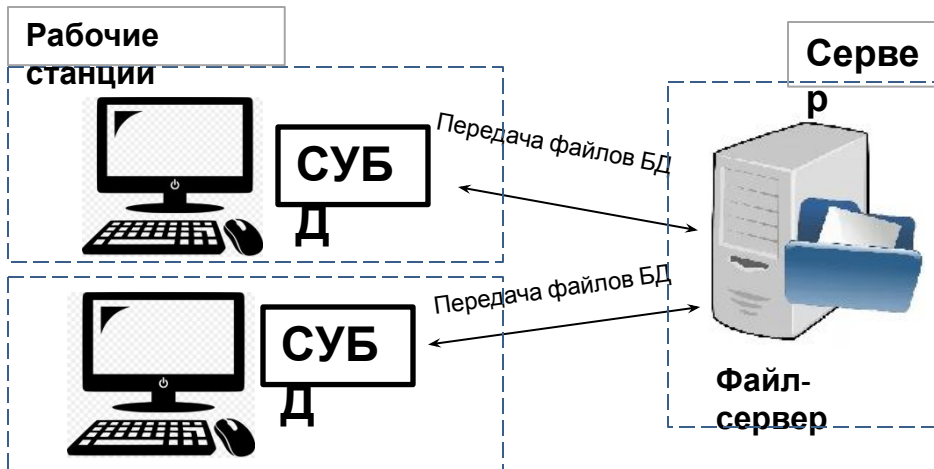 Рабочие
станции
Серве
р
Передача файлов БД
СУБ
Д
Передача файлов БД
СУБ
Д
Файл-
сервер